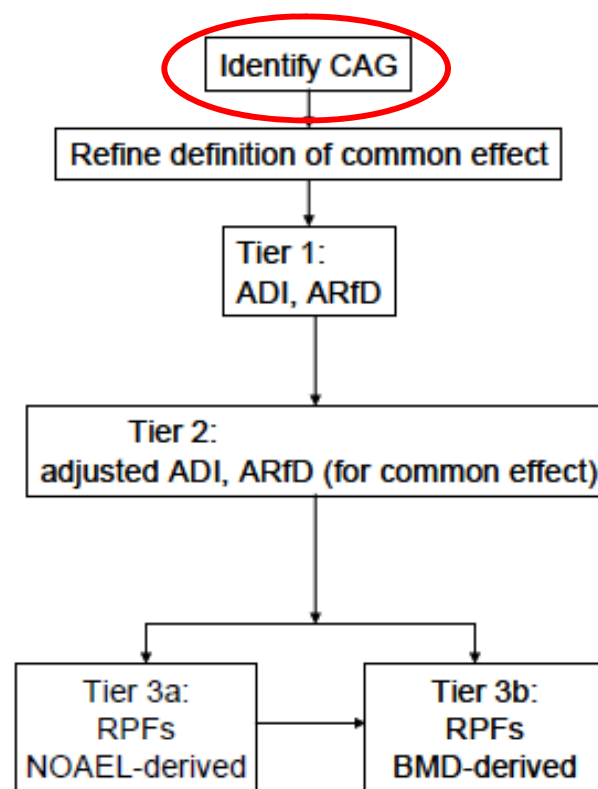 Identify CAG
Refine definition of common effect
Tier 1:
ADI, ARfD
Tier 2:
adjusted ADI, ARfD (for common effect)
Tier 3a:
RPFs
NOAEL-derived
Tier 3b:
RPFs
BMD-derived